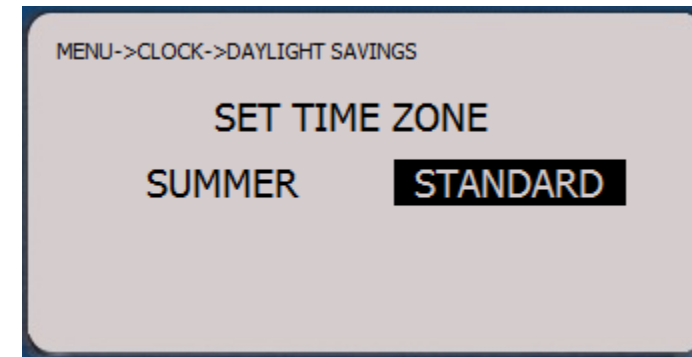 MENU->CLOCK->DAYLIGHT SAVINGS
SET TIME ZONE
SUMMER STANDARD